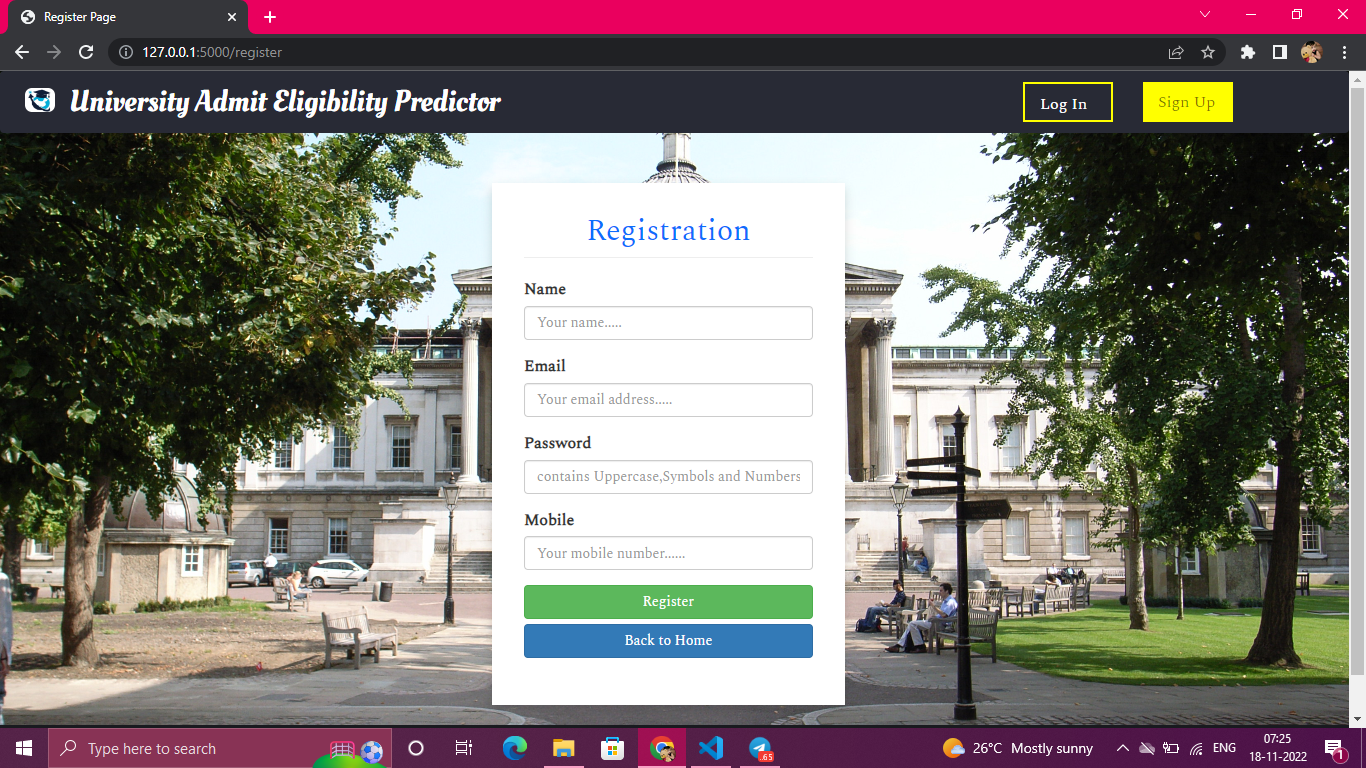 Register Page
127.0.0.1:5000/register
University Admit Eligibility Predictor
Log In
Sign Up
Registration
Name
Your name.....
Email
Your email address.....
Password
contains Uppercase,Symbols and Numbers
Mobile
Your mobile number......
Register
Back to Home
Type here to search
.65
26°C Mostly sunny
ENG
07:25
18-11-2022
1